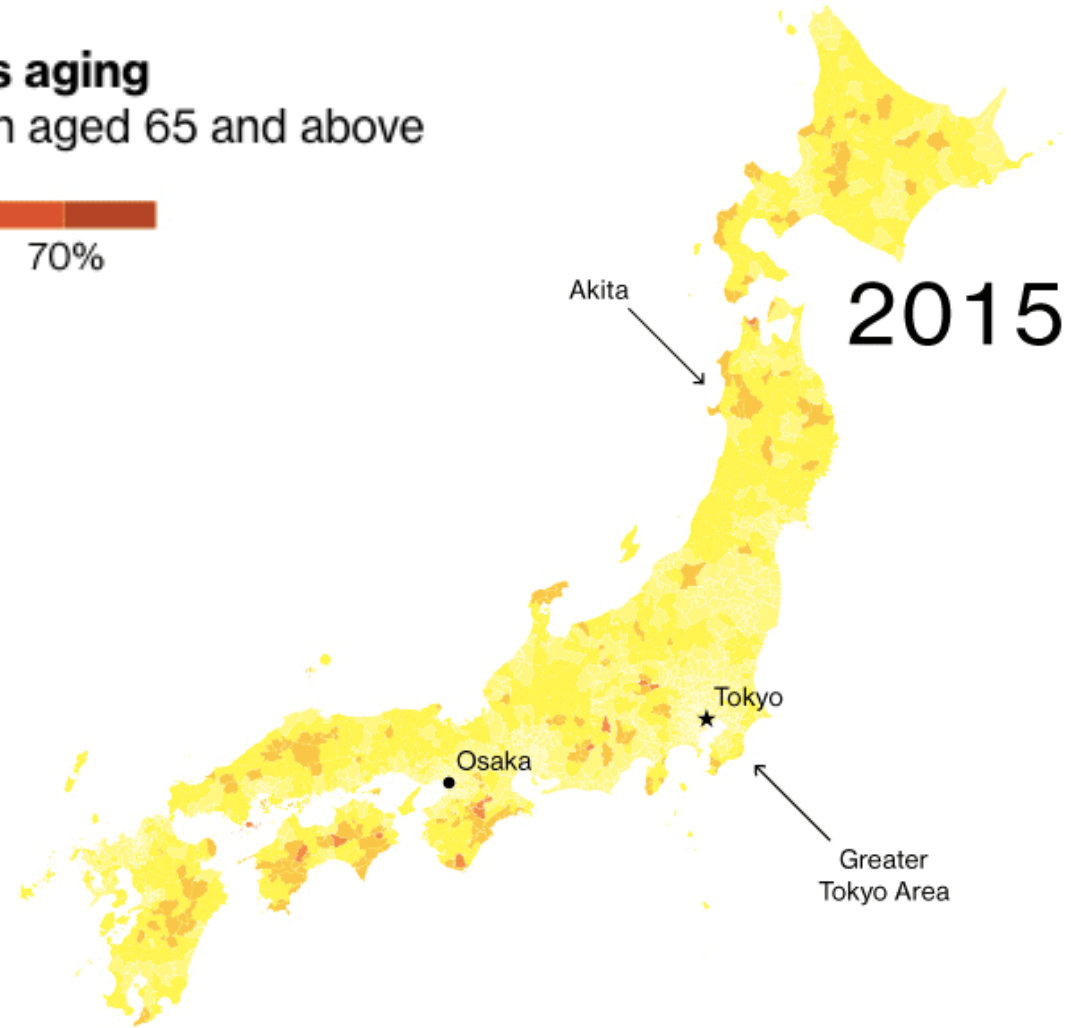 s aging
n aged 65 and above
70%
Akita
2015
Tokyo
Osaka
Greater
Tokyo Area